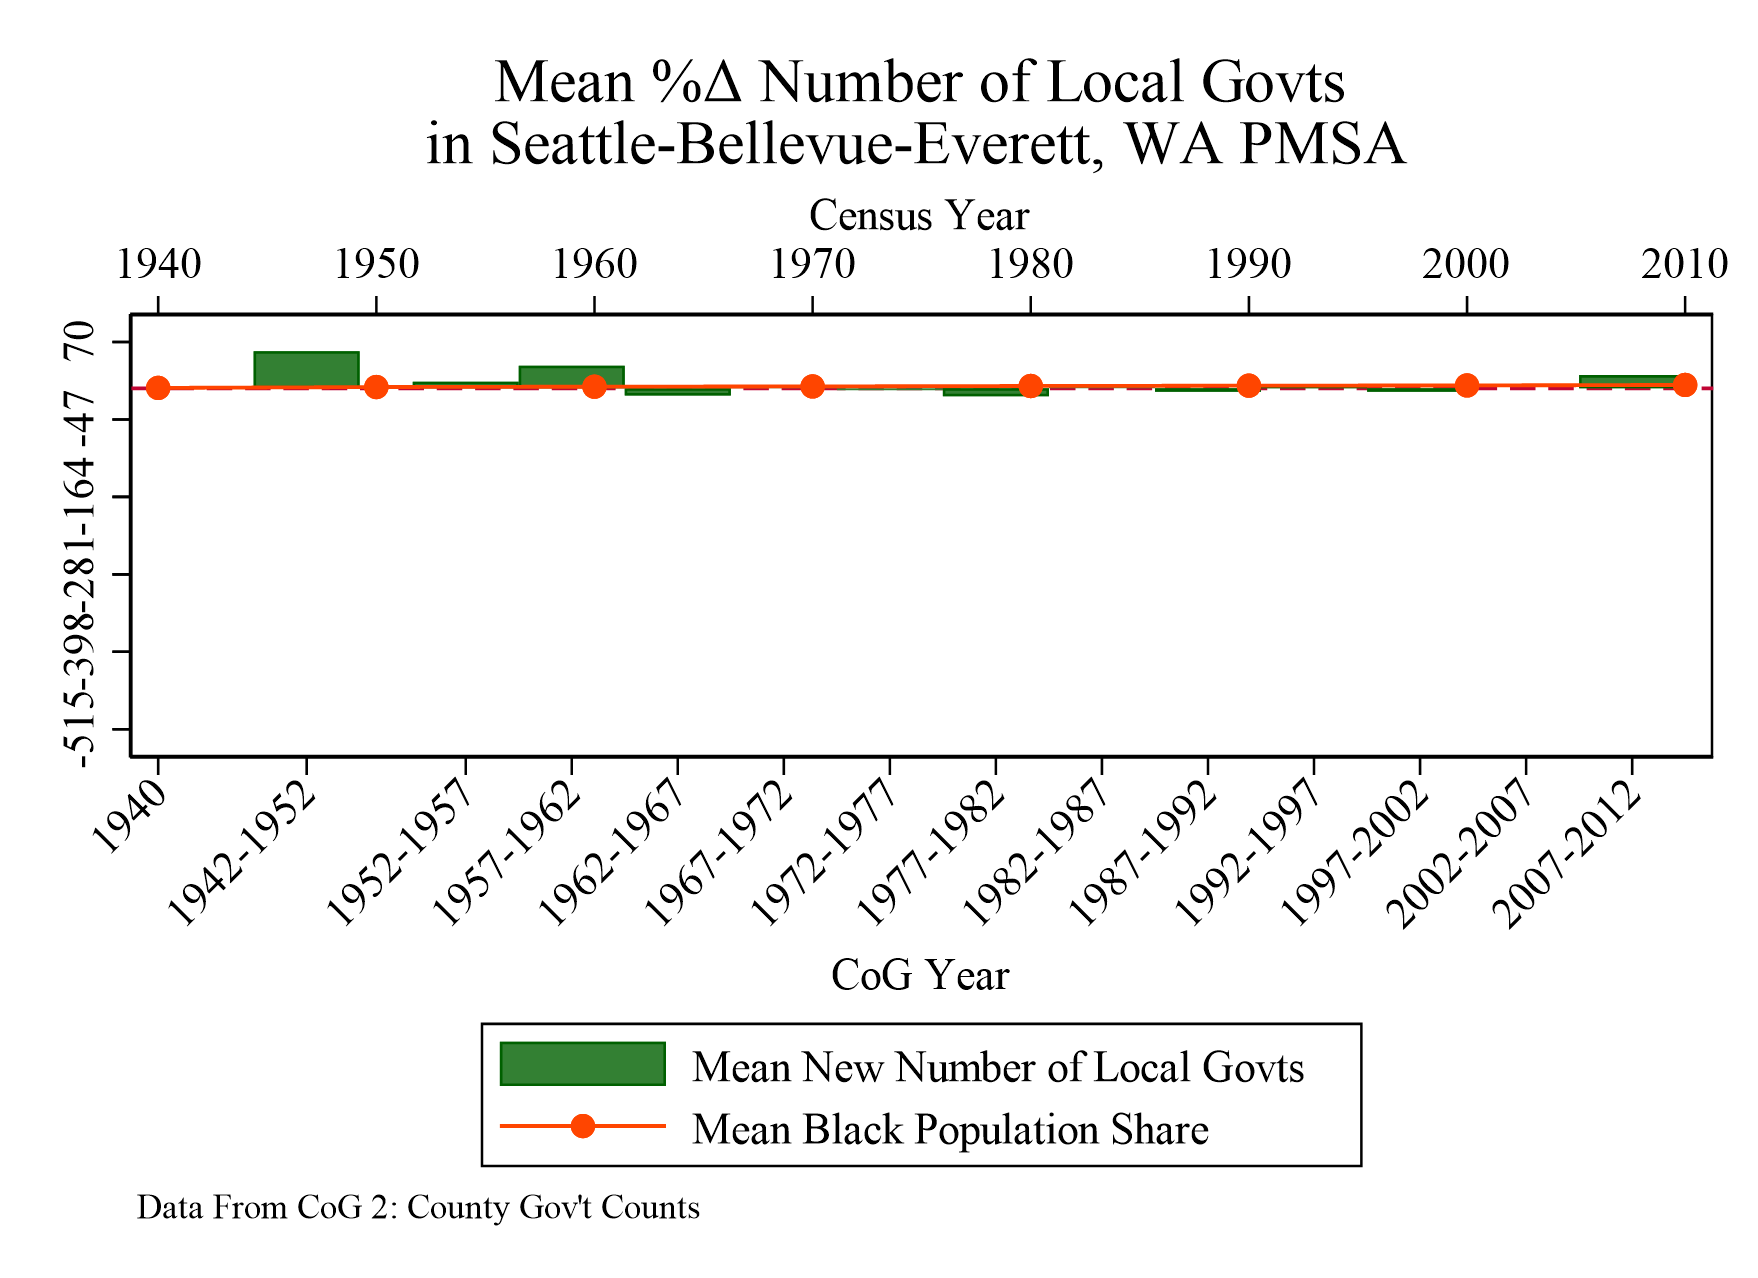 Mean %Δ Number of Local Govts
in Seattle-Bellevue-Everett, WA PMSA
Census Year
1940 1950 1960 1970 1980 1990 2000 2010
70
-47
-164
-281
-398
-515
1940
1942-1952
1952-1957
1957-1962
1962-1967
1967-1972
1972-1977
1977-1982
1982-1987
1987-1992
1992-1997
1997-2002
2002-2007
2007-2012
CoG Year
Mean New Number of Local Govts
Mean Black Population Share
Data From CoG 2: County Gov't Counts